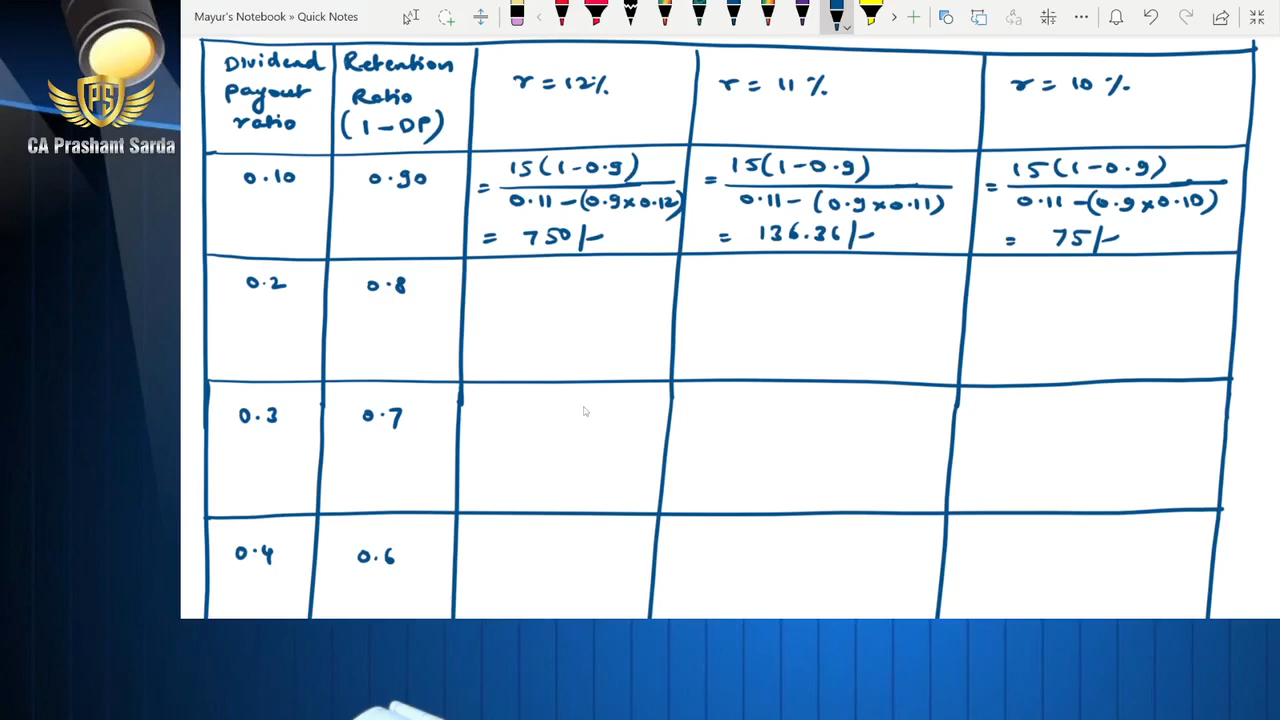 Mayur's Notebook » Quick Notes
PS
CA Prashant Sarda
Dividend Payout ratio
Retention Ratio (1-DP)
r = 12%
r = 11 %
r = 10 %
0.10
0.90
= 15(1-0.9) / 0.11-(0.9x0.12)
= 750/-
= 15(1-0.9) / 0.11-(0.9x0.11)
= 136.36/-
= 15(1-0.9) / 0.11-(0.9x0.10)
= 75/-
0.2
0.8
0.3
0.7
0.4
0.6